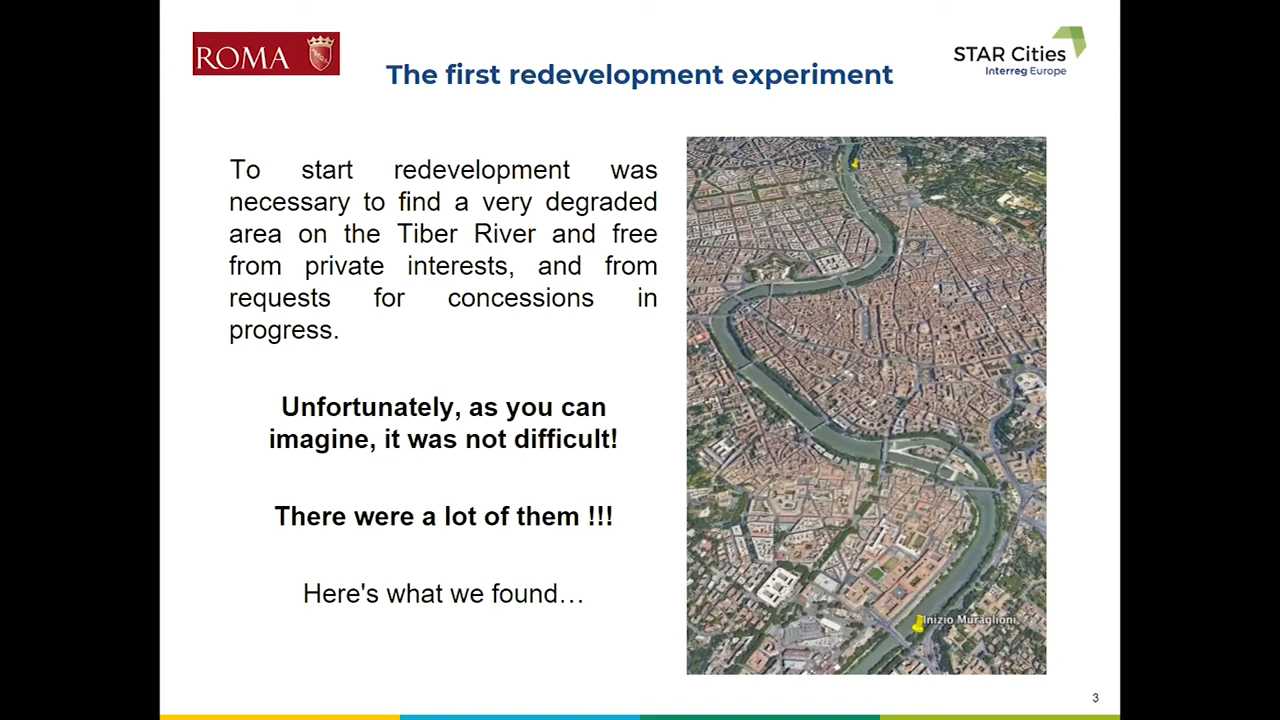 ROMA
STAR Cities
Interreg Europe
The first redevelopment experiment
To start redevelopment was
necessary to find a very degraded
area on the Tiber River and free
from private interests, and from
requests for concessions in
progress.
Unfortunately, as you can
imagine, it was not difficult!
There were a lot of them !!!
Here's what we found…
Inizio Muraglioni
3